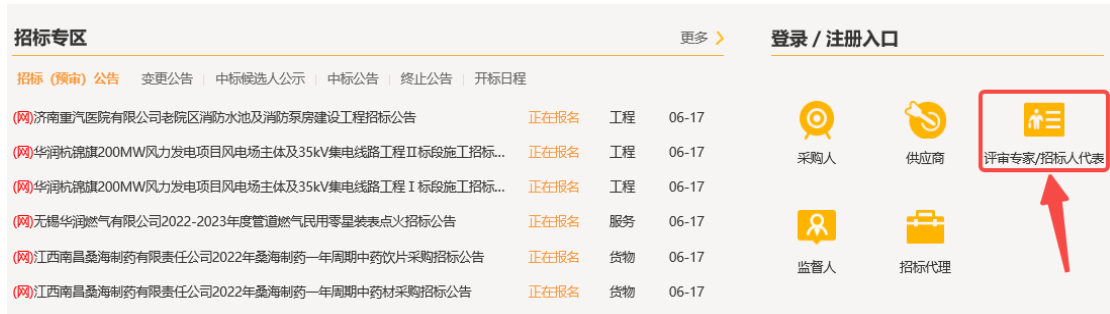 招标专区 更多
招标（预审）公告 变更公告 中标候选人公示 中标公告 终止公告 开标日程
(网)济南重汽医院有限公司老院区消防水池及消防泵房建设工程招标公告 正在报名 工程 06-17
(网)华润杭锦旗200MW风力发电项目风电场主体及35kV集电线路工程Ⅱ标段施工招标... 正在报名 工程 06-17
(网)华润杭锦旗200MW风力发电项目风电场主体及35kV集电线路工程Ⅰ标段施工招标... 正在报名 工程 06-17
(网)无锡华润燃气有限公司2022-2023年度管道燃气民用零星装表点火招标公告 正在报名 服务 06-17
(网)江西南昌桑海制药有限责任公司2022年桑海制药一年周期中药饮片采购招标公告 正在报名 货物 06-17
(网)江西南昌桑海制药有限责任公司2022年桑海制药一年周期中药材采购招标公告 正在报名 货物 06-17
登录 / 注册入口
采购人 供应商 评审专家/招标人代表
监督人 招标代理